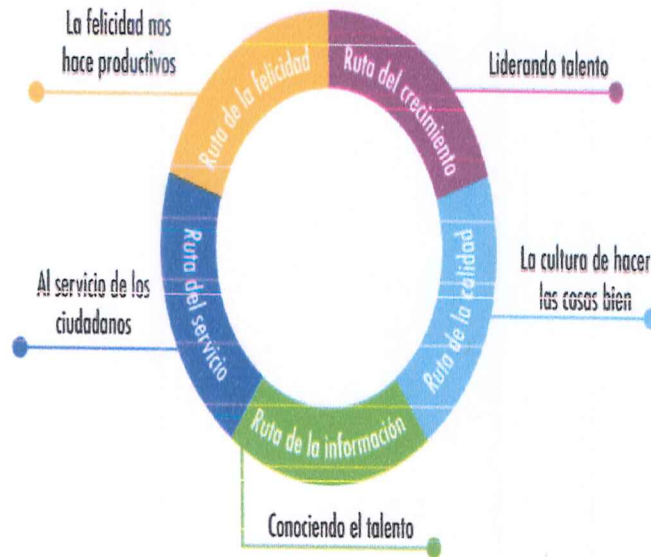 La felicidad nos
hace productivos
Ruta de la felicidad
Ruta del crecimiento
Liderando talento
Al servicio de los
ciudadanos
Ruta del servicio
Ruta de la calidad
La cultura de hacer
las cosas bien
Ruta de la información
Conociendo el talento